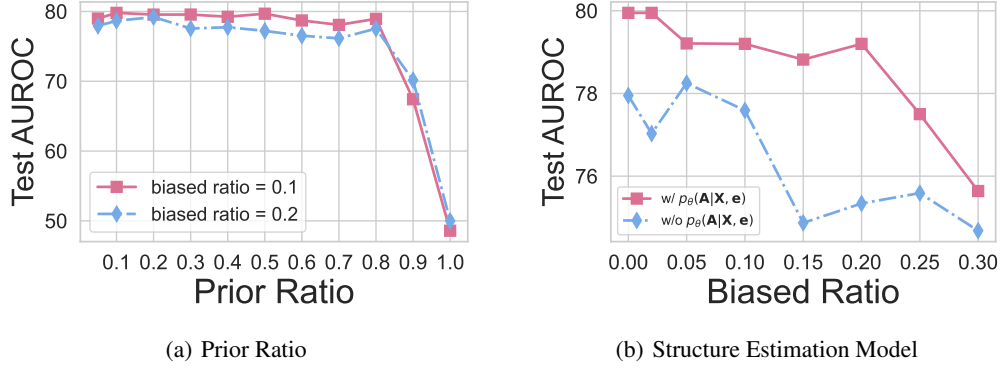 80
70
60
50
Test AUROC
biased ratio = 0.1
biased ratio = 0.2
0.1 0.2 0.3 0.4 0.5 0.6 0.7 0.8 0.9 1.0
Prior Ratio
(a) Prior Ratio
80
78
76
Test AUROC
w/ pθ(A|X, e)
w/o pθ(A|X, e)
0.00 0.05 0.10 0.15 0.20 0.25 0.30
Biased Ratio
(b) Structure Estimation Model